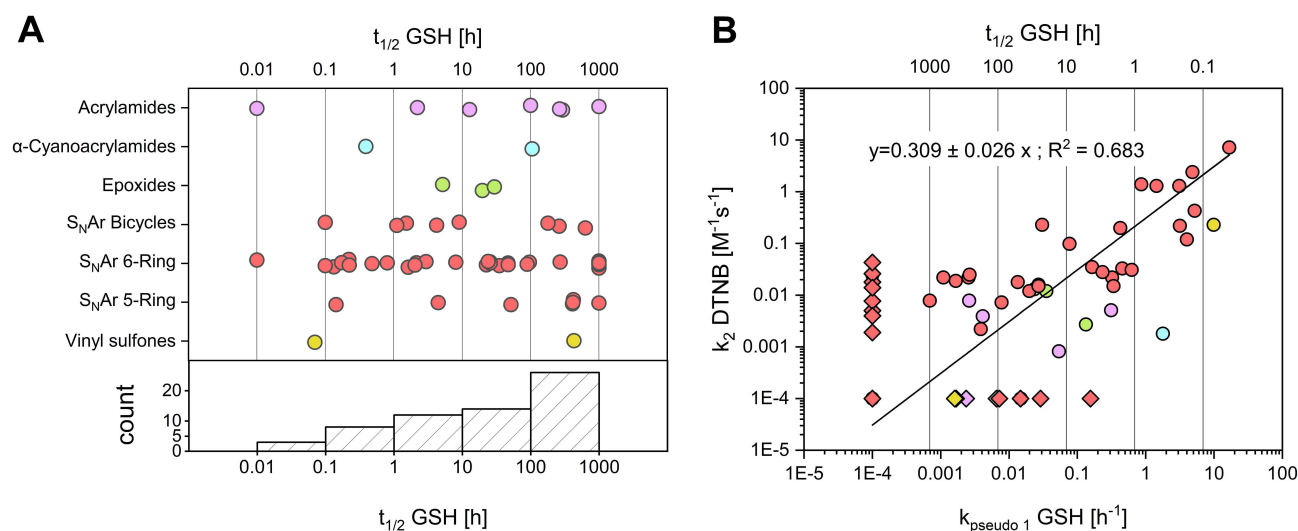 A
t1/2 GSH [h]
0.01 0.1 1 10 100 1000
Acrylamides
α-Cyanoacrylamides
Epoxides
SNAr Bicycles
SNAr 6-Ring
SNAr 5-Ring
Vinyl sulfones
count
20
10
5
0
0.01 0.1 1 10 100 1000
t1/2 GSH [h]
B
t1/2 GSH [h]
1000 100 10 1 0.1
k2 DTNB [M-1s-1]
100
10
1
0.1
0.01
0.001
1E-4
1E-5
y=0.309 ± 0.026 x ; R2 = 0.683
1E-5 1E-4 0.001 0.01 0.1 1 10 100
kpseudo 1 GSH [h-1]